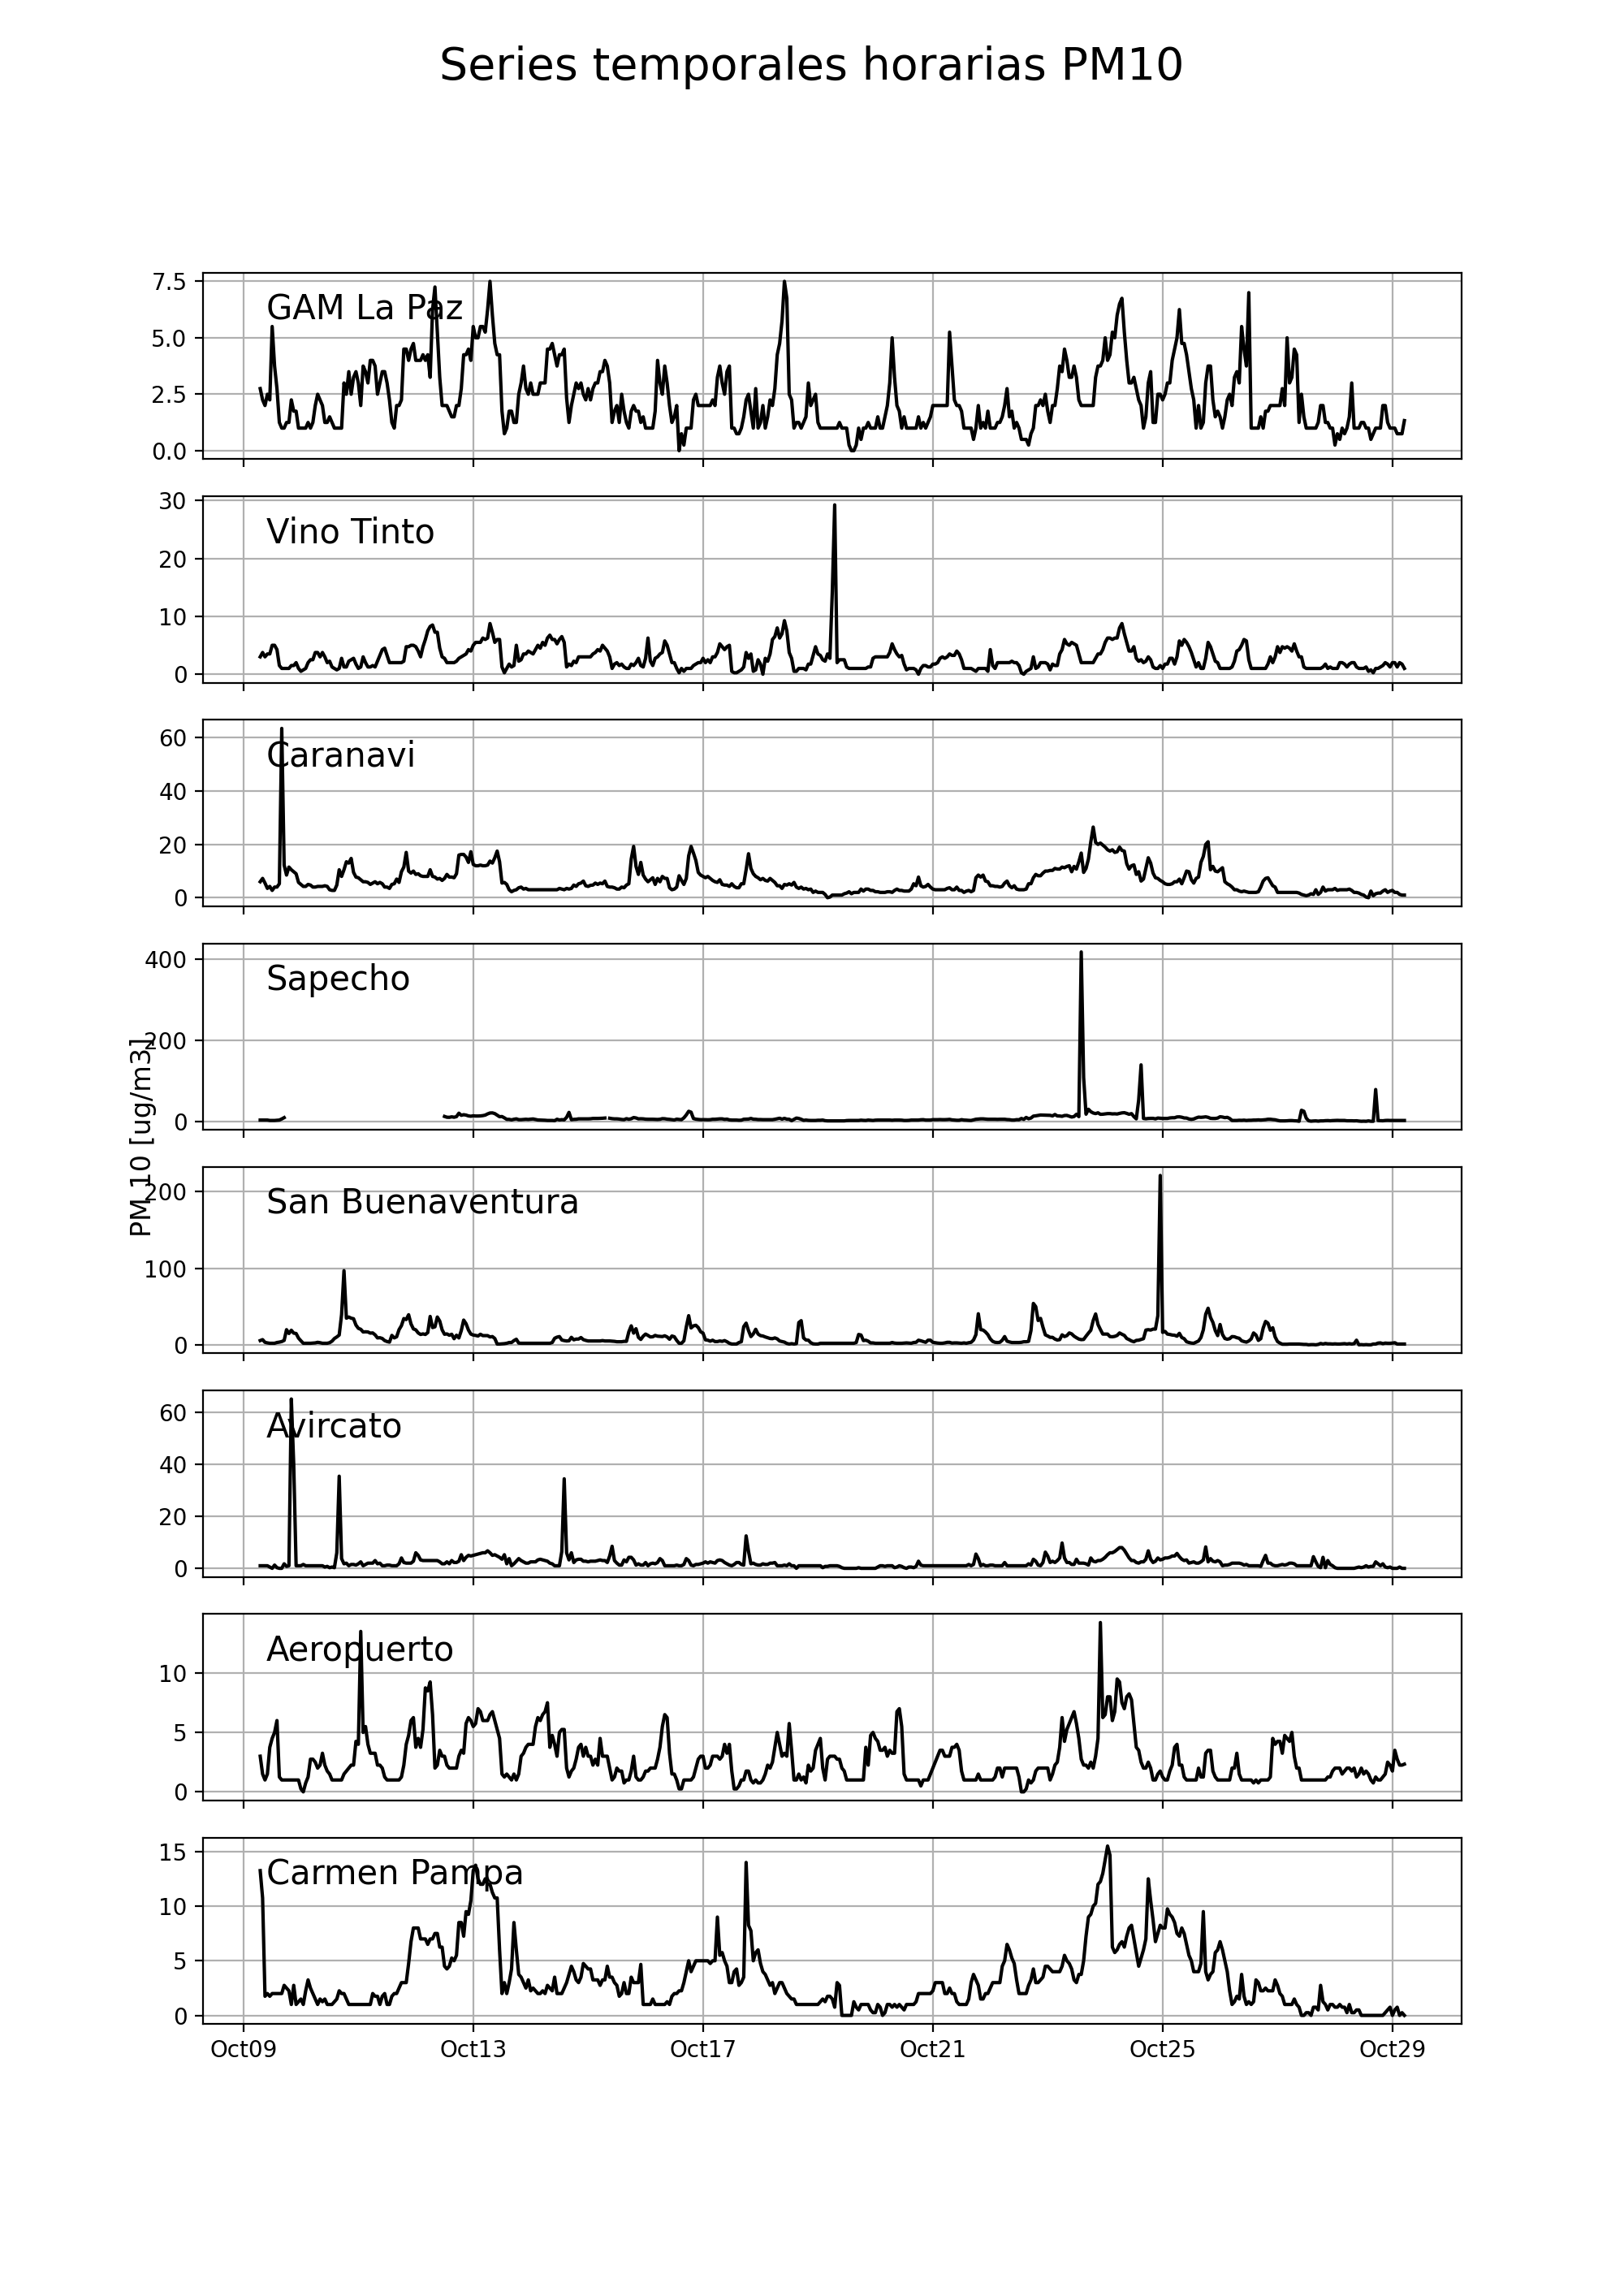 Series temporales horarias PM10
7.5
5.0
2.5
0.0
GAM La Paz
30
20
10
0
Vino Tinto
60
40
20
0
Caranavi
400
200
0
Sapecho
PM 10 [ug/m3]
200
100
0
San Buenaventura
60
40
20
0
Avircato
10
5
0
Aeropuerto
15
10
5
0
Carmen Pampa
Oct09 Oct13 Oct17 Oct21 Oct25 Oct29